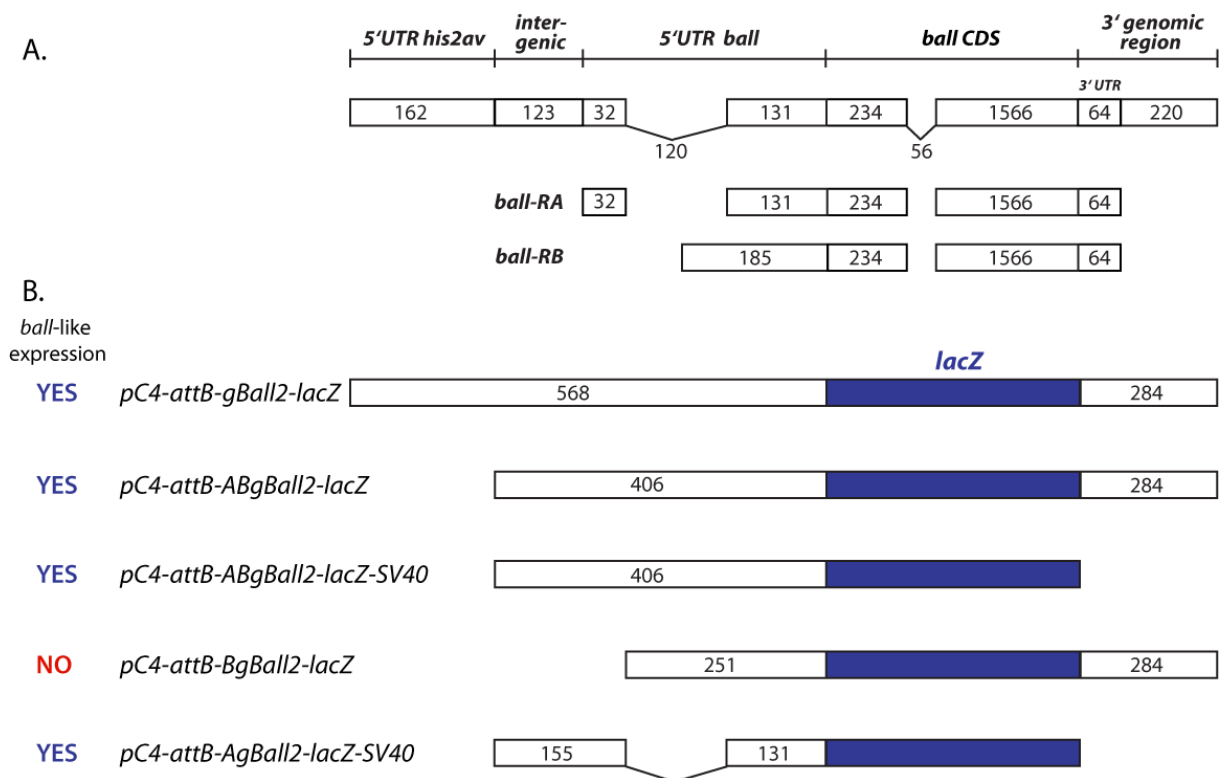 A.
5‘UTR his2av
inter-
genic
5‘UTR ball
ball CDS
3‘ genomic
region
3‘ UTR
162 123 32 131 234 1566 64 220
120 56
ball-RA 32 131 234 1566 64
ball-RB 185 234 1566 64
B.
ball-like
expression
lacZ
YES pC4-attB-gBall2-lacZ 568 284
YES pC4-attB-ABgBall2-lacZ 406 284
YES pC4-attB-ABgBall2-lacZ-SV40 406
NO pC4-attB-BgBall2-lacZ 251 284
YES pC4-attB-AgBall2-lacZ-SV40 155 131